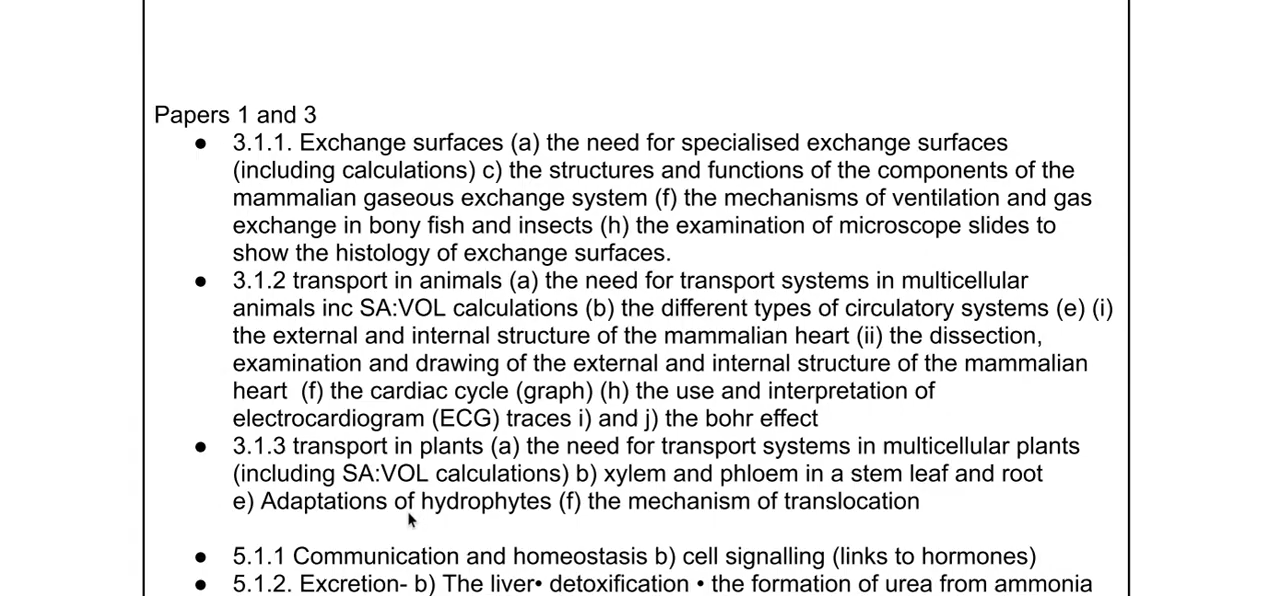 Papers 1 and 3
● 3.1.1. Exchange surfaces (a) the need for specialised exchange surfaces
(including calculations) c) the structures and functions of the components of the
mammalian gaseous exchange system (f) the mechanisms of ventilation and gas
exchange in bony fish and insects (h) the examination of microscope slides to
show the histology of exchange surfaces.
● 3.1.2 transport in animals (a) the need for transport systems in multicellular
animals inc SA:VOL calculations (b) the different types of circulatory systems (e) (i)
the external and internal structure of the mammalian heart (ii) the dissection,
examination and drawing of the external and internal structure of the mammalian
heart  (f) the cardiac cycle (graph) (h) the use and interpretation of
electrocardiogram (ECG) traces i) and j) the bohr effect
● 3.1.3 transport in plants (a) the need for transport systems in multicellular plants
(including SA:VOL calculations) b) xylem and phloem in a stem leaf and root
e) Adaptations of hydrophytes (f) the mechanism of translocation
● 5.1.1 Communication and homeostasis b) cell signalling (links to hormones)
● 5.1.2. Excretion- b) The liver• detoxification • the formation of urea from ammonia